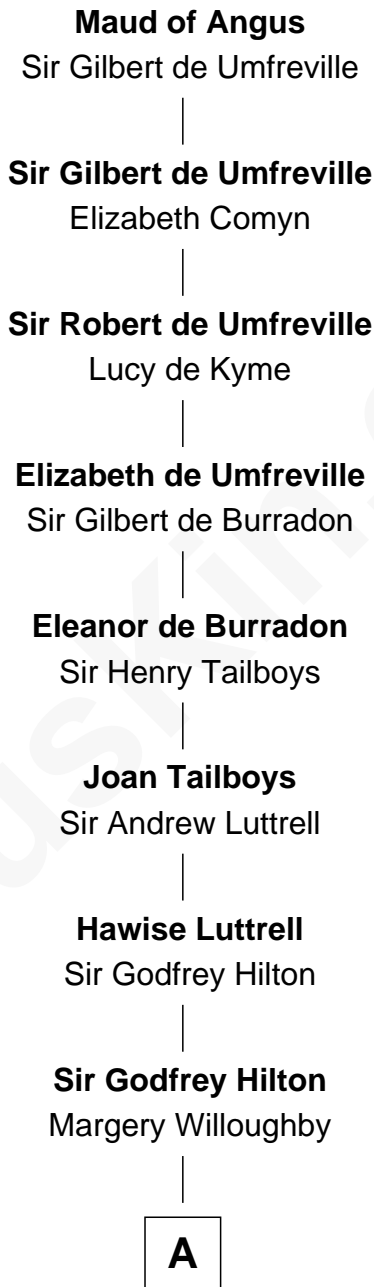 Maud of Angus
Sir Gilbert de Umfreville
Sir Gilbert de Umfreville
Elizabeth Comyn
Sir Robert de Umfreville
Lucy de Kyme
Elizabeth de Umfreville
Sir Gilbert de Burradon
Eleanor de Burradon
Sir Henry Tailboys
Joan Tailboys
Sir Andrew Luttrell
Hawise Luttrell
Sir Godfrey Hilton
Sir Godfrey Hilton
Margery Willoughby
A